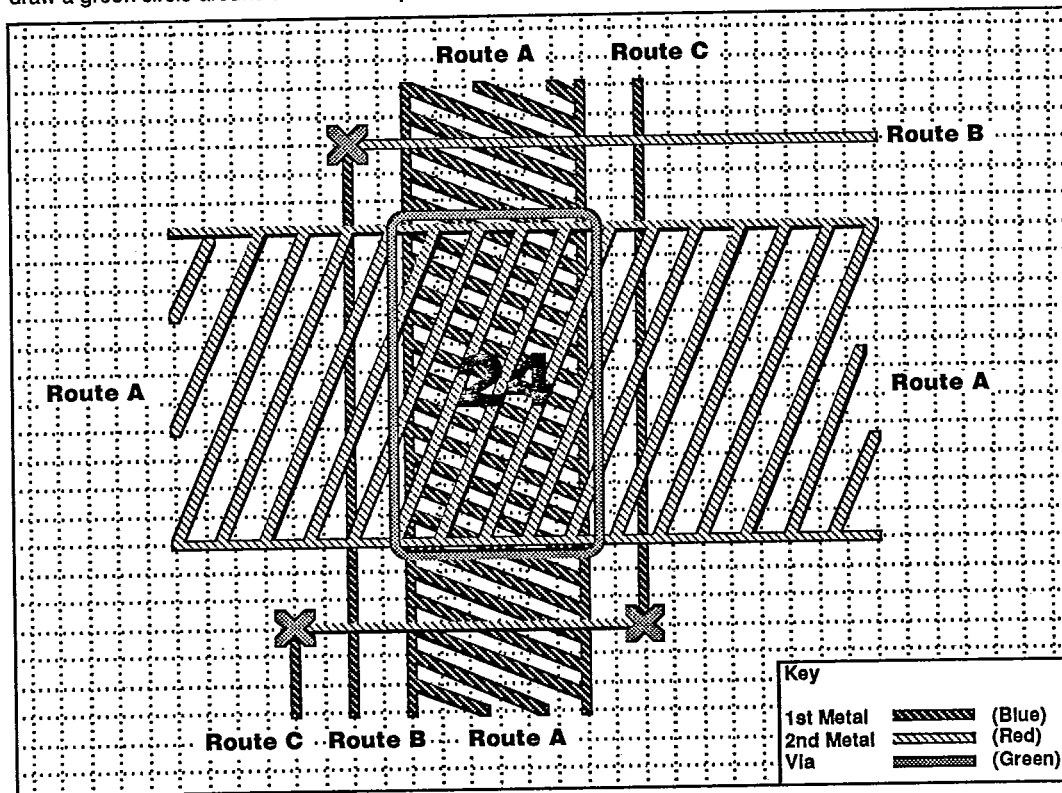 draw a green circle around
Route A Route C
Route B
24
Route A Route A
Key
1st Metal (Blue)
2nd Metal (Red)
Via (Green)
Route C Route B Route A